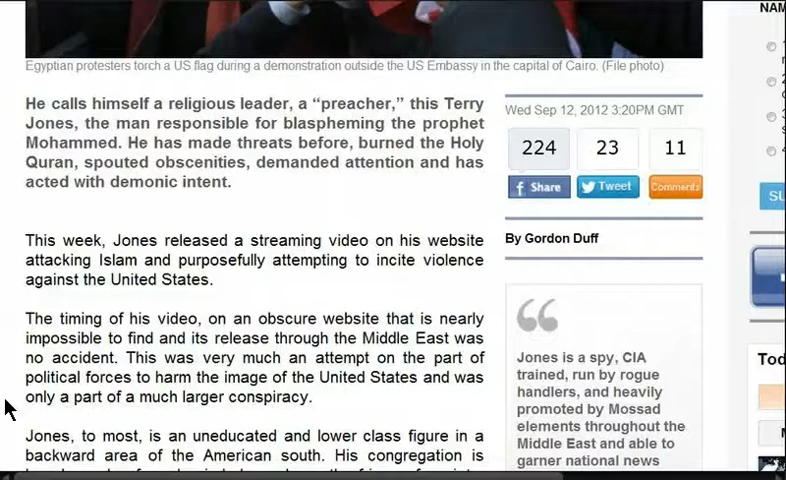 Egyptian protesters torch a US flag during a demonstration outside the US Embassy in the capital of Cairo. (File photo)
He calls himself a religious leader, a “preacher,” this Terry
Jones, the man responsible for blaspheming the prophet
Mohammed. He has made threats before, burned the Holy
Quran, spouted obscenities, demanded attention and has
acted with demonic intent.
This week, Jones released a streaming video on his website
attacking Islam and purposefully attempting to incite violence
against the United States.
The timing of his video, on an obscure website that is nearly
impossible to find and its release through the Middle East was
no accident. This was very much an attempt on the part of
political forces to harm the image of the United States and was
only a part of a much larger conspiracy.
Jones, to most, is an uneducated and lower class figure in a
backward area of the American south. His congregation is
Wed Sep 12, 2012 3:20PM GMT
224 23 11
Share Tweet Comments
By Gordon Duff
Jones is a spy, CIA
trained, run by rogue
handlers, and heavily
promoted by Mossad
elements throughout the
Middle East and able to
garner national news
NAM
SU
Tod